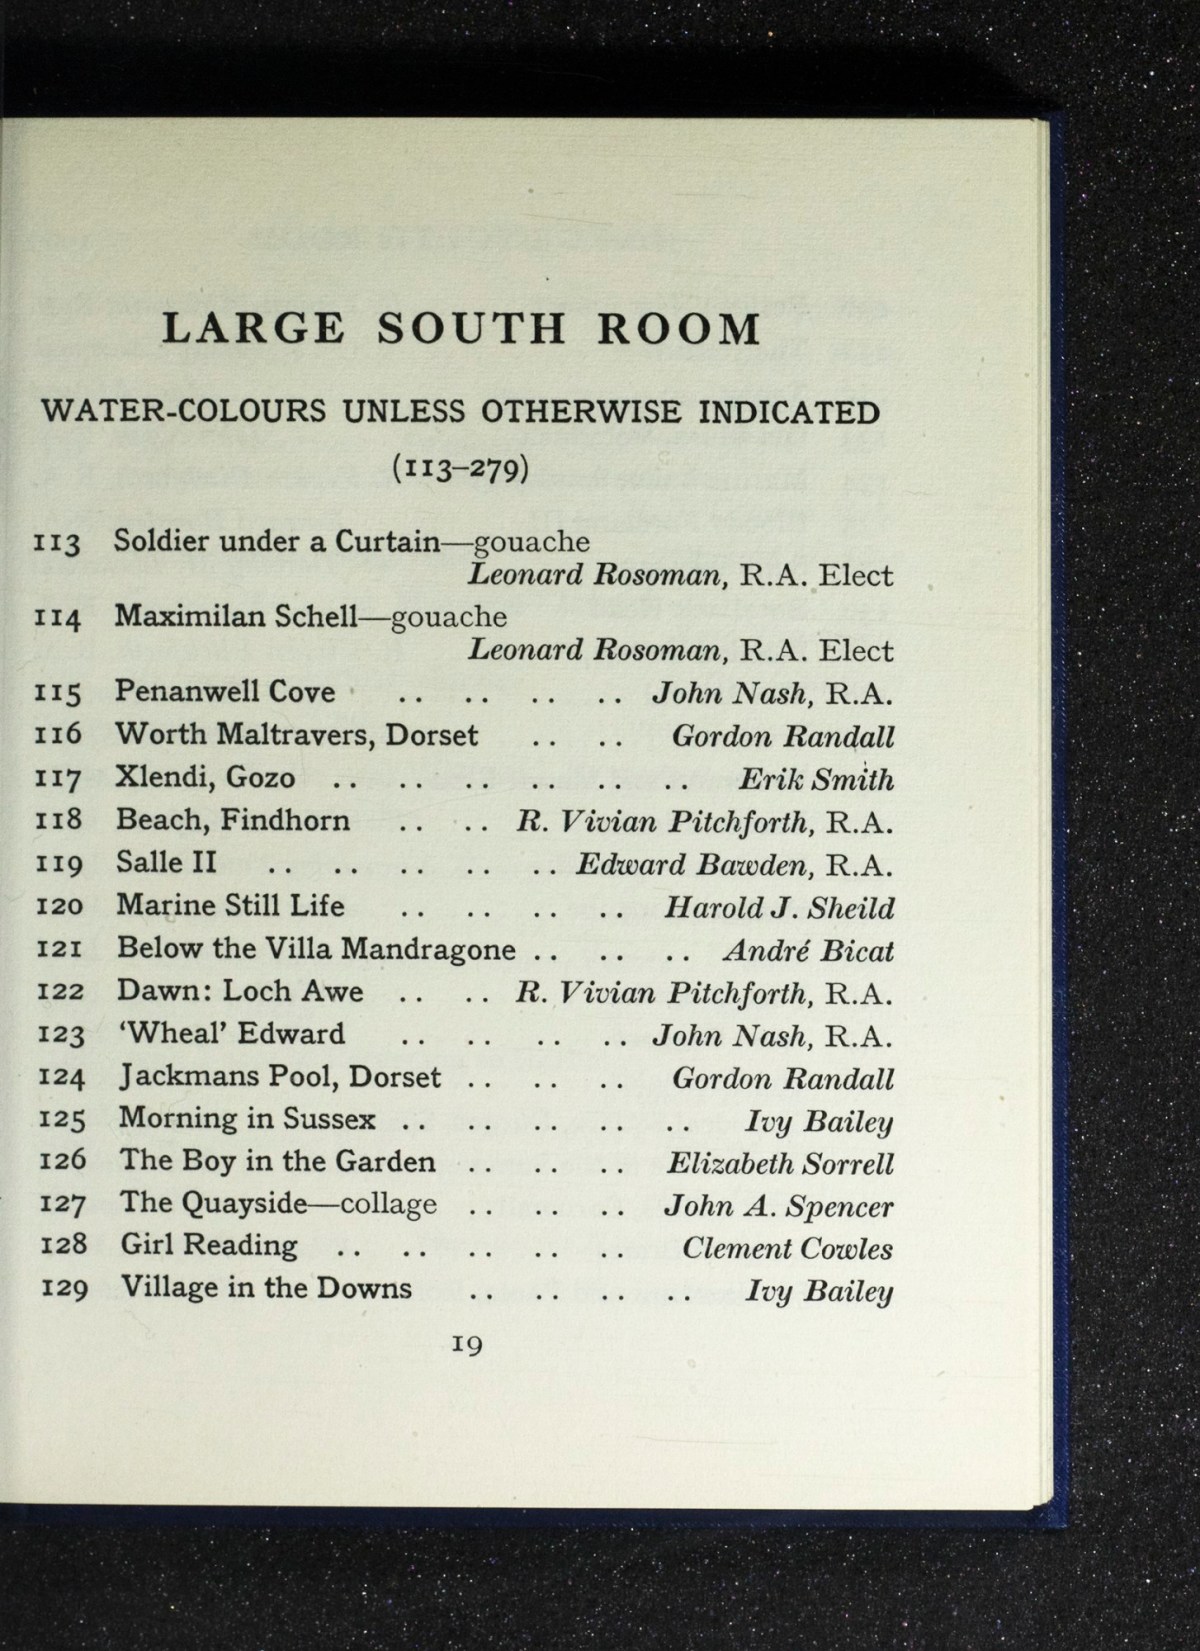 LARGE SOUTH ROOM
WATER-COLOURS UNLESS OTHERWISE INDICATED
(113–279)
113 Soldier under a Curtain—gouache
Leonard Rosoman, R.A. Elect
114 Maximilan Schell—gouache
Leonard Rosoman, R.A. Elect
115 Penanwell Cove .. .. .. .. John Nash, R.A.
116 Worth Maltravers, Dorset .. .. Gordon Randall
117 Xlendi, Gozo .. .. .. .. .. .. Erik Smith
118 Beach, Findhorn .. .. R. Vivian Pitchforth, R.A.
119 Salle II .. .. .. .. .. Edward Bawden, R.A.
120 Marine Still Life .. .. .. .. Harold J. Sheild
121 Below the Villa Mandragone .. .. .. André Bicat
122 Dawn: Loch Awe .. .. R. Vivian Pitchforth, R.A.
123 ‘Wheal’ Edward .. .. .. .. John Nash, R.A.
124 Jackmans Pool, Dorset .. .. .. Gordon Randall
125 Morning in Sussex .. .. .. .. .. Ivy Bailey
126 The Boy in the Garden .. .. .. Elizabeth Sorrell
127 The Quayside—collage .. .. .. John A. Spencer
128 Girl Reading .. .. .. .. .. Clement Cowles
129 Village in the Downs .. .. .. .. Ivy Bailey
19